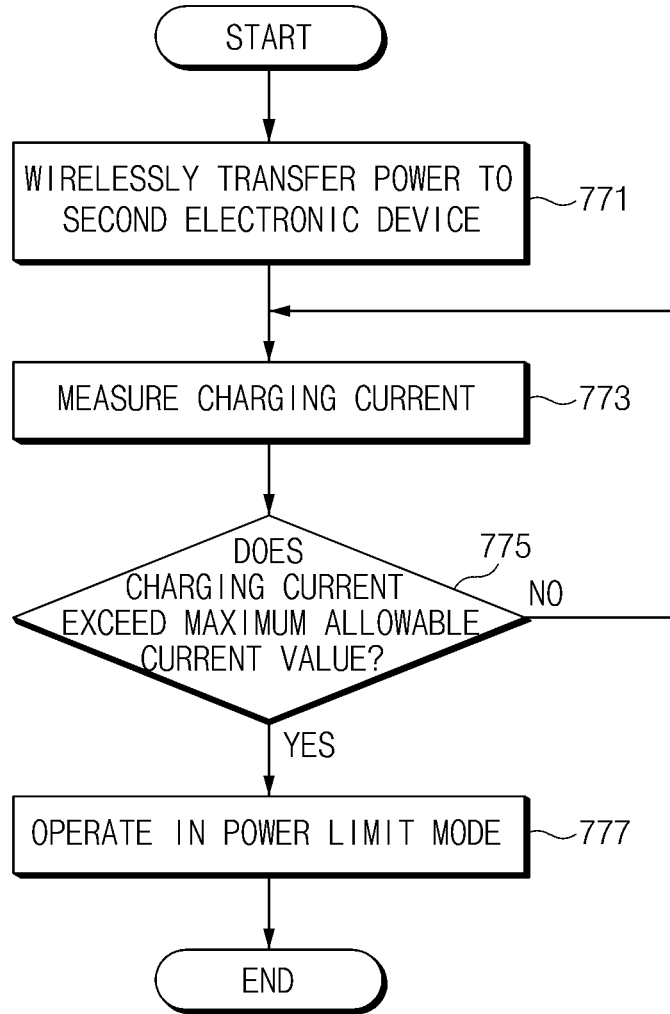 START
WIRELESSLY TRANSFER POWER TO
SECOND ELECTRONIC DEVICE
771
MEASURE CHARGING CURRENT
773
DOES
CHARGING CURRENT
EXCEED MAXIMUM ALLOWABLE
CURRENT VALUE?
775
NO
YES
OPERATE IN POWER LIMIT MODE
777
END